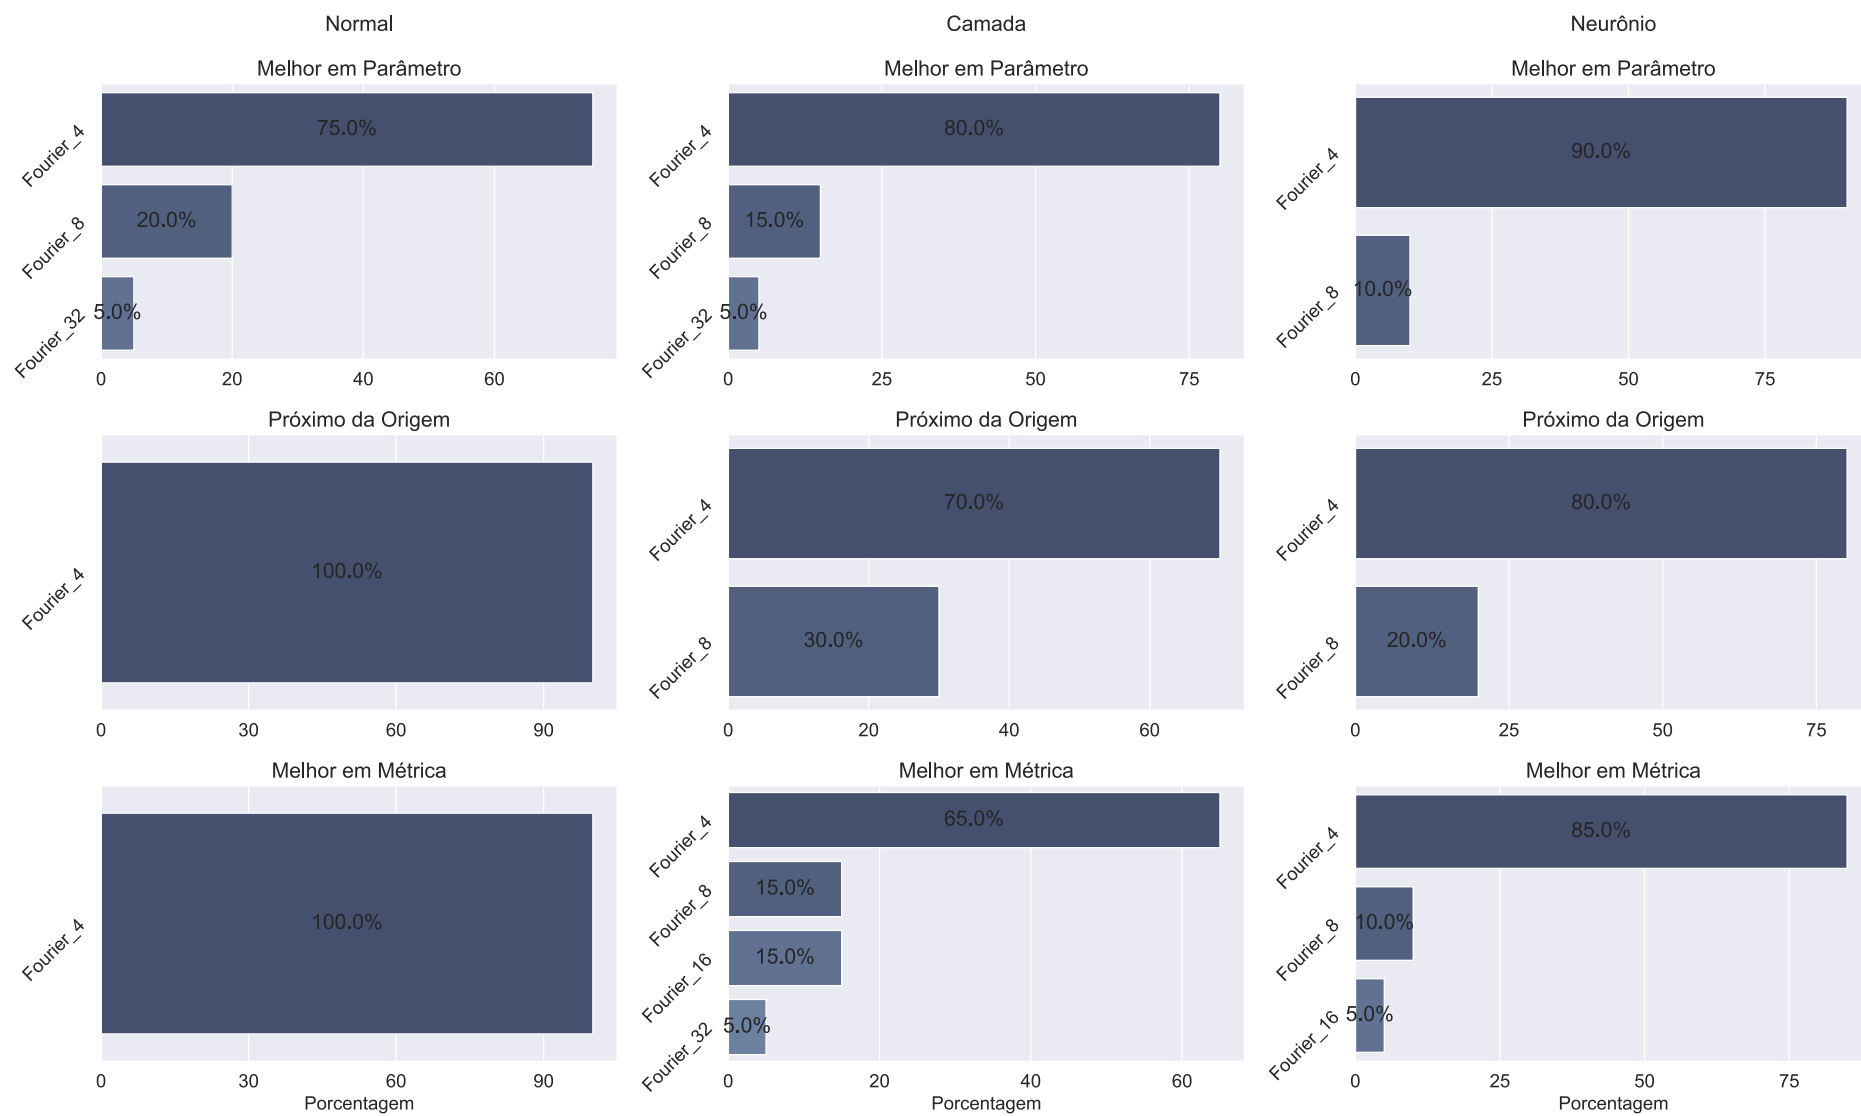 Normal
Camada
Neurônio
Melhor em Parâmetro
Fourier_4
75.0%
Fourier_8
20.0%
Fourier_32
5.0%
0 20 40 60
Melhor em Parâmetro
Fourier_4
80.0%
Fourier_8
15.0%
Fourier_32
5.0%
0 25 50 75
Melhor em Parâmetro
Fourier_4
90.0%
Fourier_8
10.0%
0 25 50 75
Próximo da Origem
Fourier_4
100.0%
0 30 60 90
Próximo da Origem
Fourier_4
70.0%
Fourier_8
30.0%
0 20 40 60
Próximo da Origem
Fourier_4
80.0%
Fourier_8
20.0%
0 25 50 75
Melhor em Métrica
Fourier_4
100.0%
0 30 60 90
Porcentagem
Melhor em Métrica
Fourier_4
65.0%
Fourier_8
15.0%
Fourier_16
15.0%
Fourier_32
5.0%
0 20 40 60
Porcentagem
Melhor em Métrica
Fourier_4
85.0%
Fourier_8
10.0%
Fourier_16
5.0%
0 25 50 75
Porcentagem